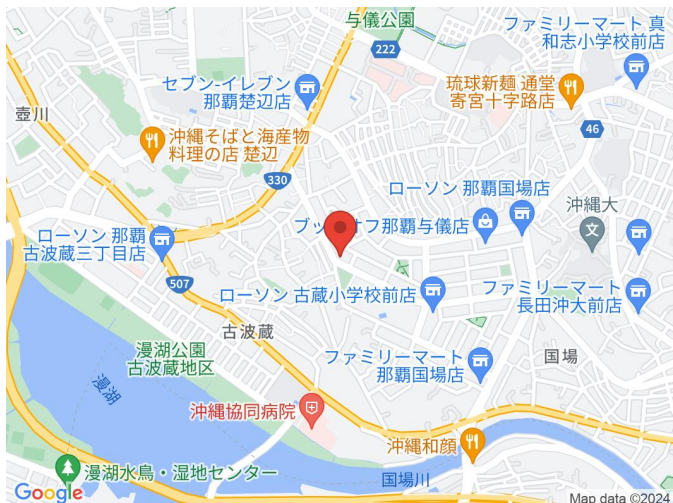 与儀公園
ファミリーマート 真
和志小学校前店
222
セブン-イレブン
那覇楚辺店
琉球新麺 通堂
寄宮十字路店
壺川
沖縄そばと海産物
料理の店 楚辺
46
330
ローソン 那覇国場店
沖縄大
ブックオフ那覇与儀店
文
ローソン 那覇
古波蔵三丁目店
507
ローソン 古蔵小学校前店
ファミリーマート
長田沖大前店
古波蔵
漫湖公園
古波蔵地区
ファミリーマート
那覇国場店
国場
漫湖
沖縄協同病院
沖縄和顔
漫湖水鳥・湿地センター
国場川
Google
Map data ©2024